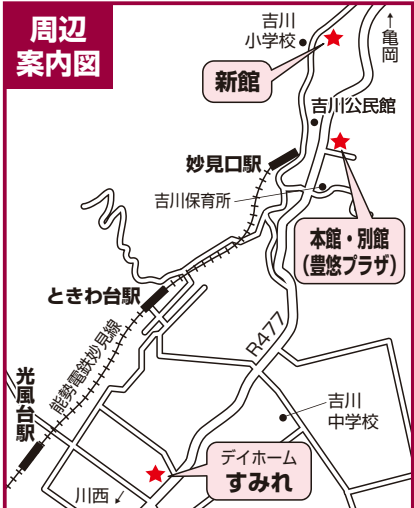 周辺
案内図
吉川
小学校
↑
亀岡
新館
吉川公民館
妙見口駅
吉川保育所
本館・別館
(豊悠プラザ)
ときわ台駅
能勢電鉄妙見線
R477
光風台駅
吉川
中学校
デイホーム
すみれ
川西↙